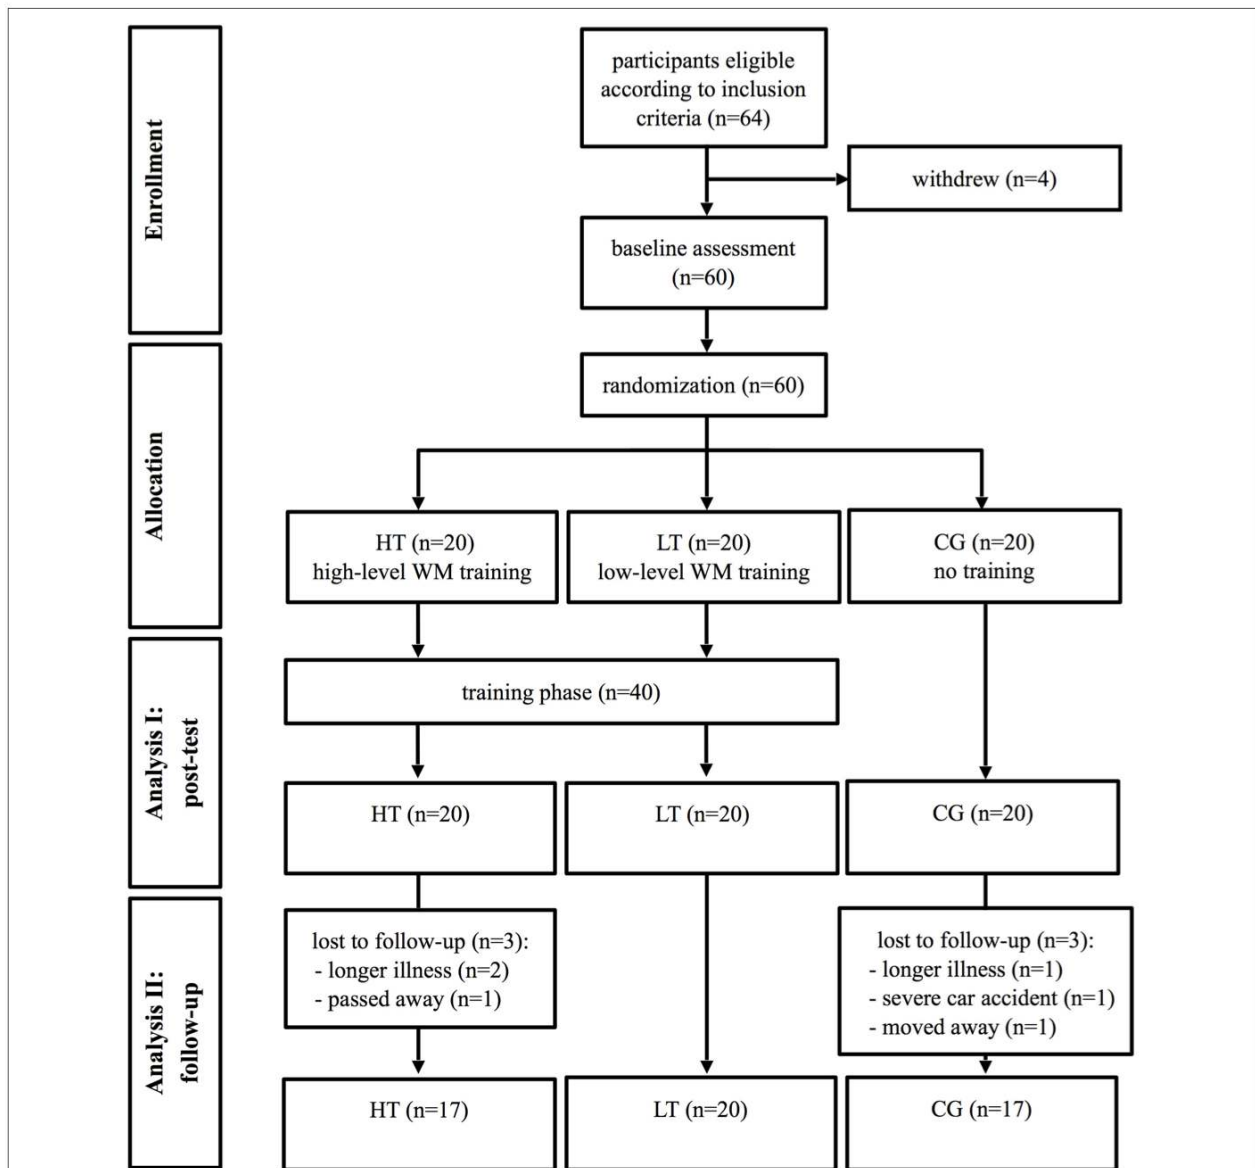 Enrollment
participants eligible
according to inclusion
criteria (n=64)
withdrew (n=4)
baseline assessment
(n=60)
Allocation
randomization (n=60)
HT (n=20)
high-level WM training
LT (n=20)
low-level WM training
CG (n=20)
no training
Analysis I:
post-test
training phase (n=40)
HT (n=20)
LT (n=20)
CG (n=20)
Analysis II:
follow-up
lost to follow-up (n=3):
- longer illness (n=2)
- passed away (n=1)
lost to follow-up (n=3):
- longer illness (n=1)
- severe car accident (n=1)
- moved away (n=1)
HT (n=17)
LT (n=20)
CG (n=17)